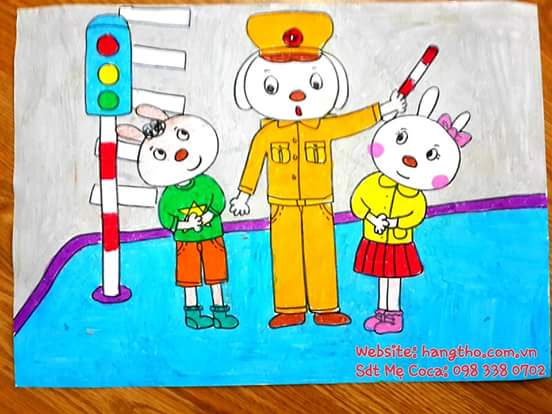 Website: hangtho.com.vn
Sdt Mẹ Coca: 098 338 0702